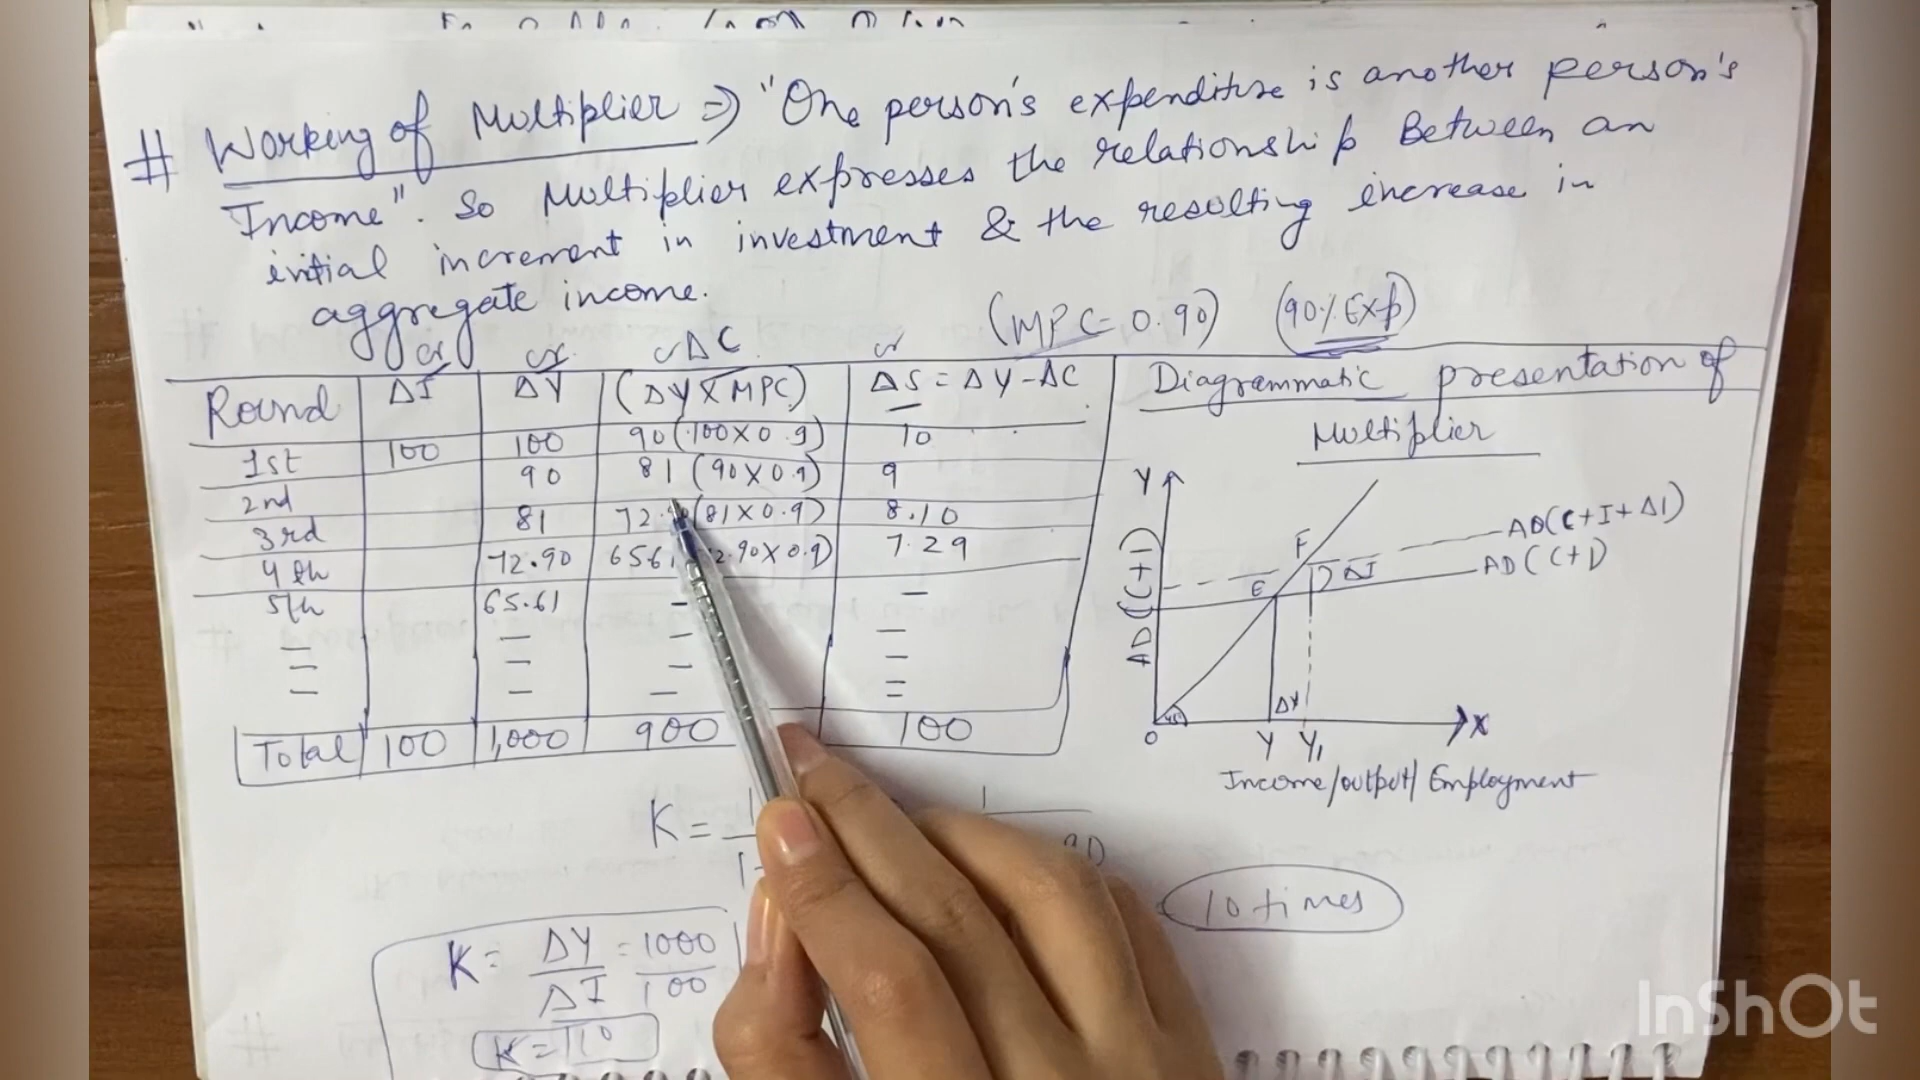 # Working of Multiplier => "One person's expenditure is another person's
Income". So Multiplier expresses the relationship Between an
initial increment in investment & the resulting increase in
aggregate income.
(MPC = 0.90) (90% Exp)
ΔC
Round ΔI ΔY (ΔY X MPC) ΔS = ΔY - ΔC
1st 100 100 90 (100 X 0.9) 10
2nd 90 81 (90 X 0.9) 9
3rd 81 (81 X 0.9) 8.10
4th 72.90 .90 X 0.9) 7.29
5th 65.61 - -
— — — —
— — — —
— — — —
Total 100 1,000 900 100
Diagrammatic presentation of
Multiplier
Y
AD (C+I+ΔI)
AD (C+I)
F
E
ΔI
AD (C+I)
45°
ΔY
O Y Y₁ X
Income/output/Employment
K =
10 times
K = ΔY = 1000
ΔI 100
K = 10
InShOt